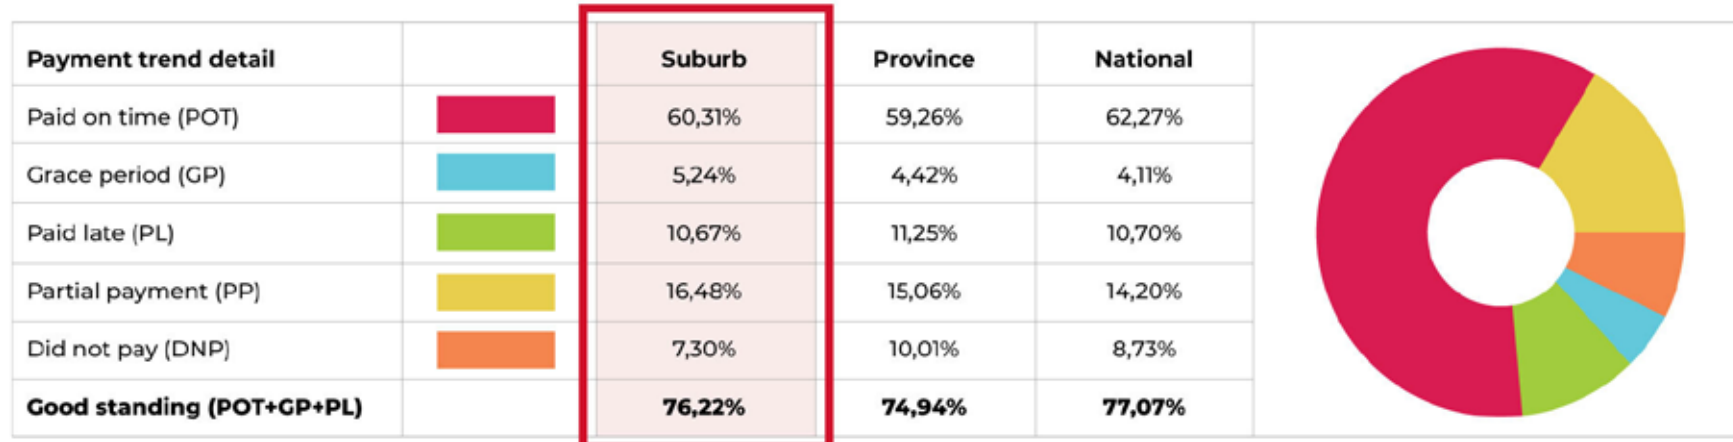 Payment trend detail Suburb Province National
Paid on time (POT) 60,31% 59,26% 62,27%
Grace period (GP) 5,24% 4,42% 4,11%
Paid late (PL) 10,67% 11,25% 10,70%
Partial payment (PP) 16,48% 15,06% 14,20%
Did not pay (DNP) 7,30% 10,01% 8,73%
Good standing (POT+GP+PL) 76,22% 74,94% 77,07%